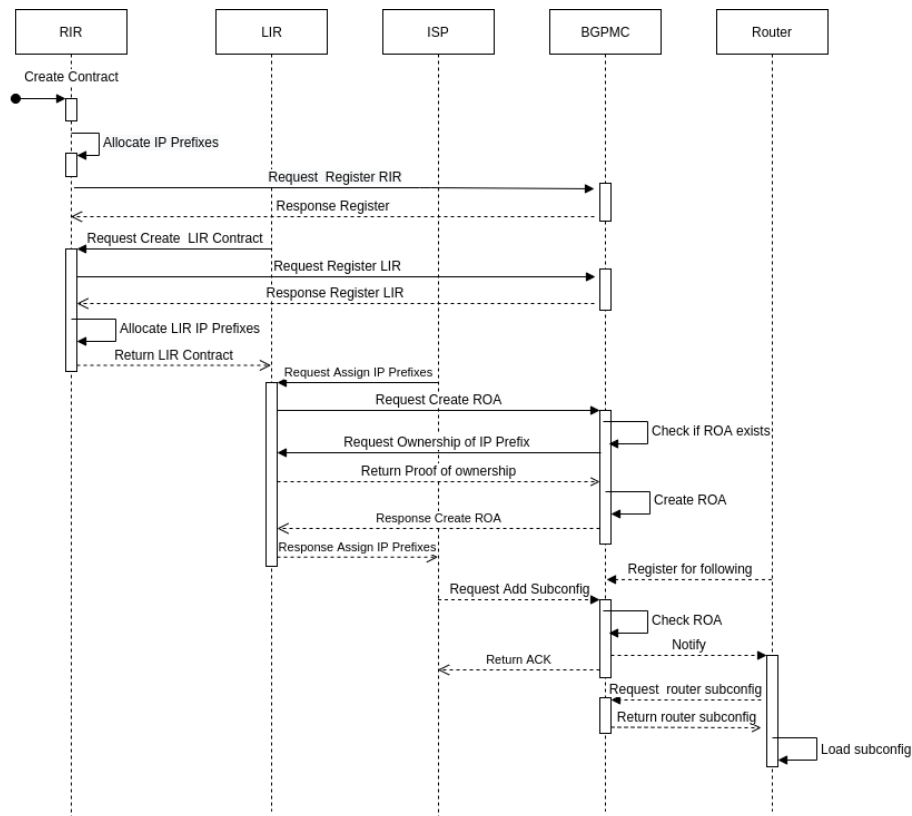 RIR
LIR
ISP
BGPMC
Router
Create Contract
Allocate IP Prefixes
Request Register RIR
Response Register
Request Create LIR Contract
Request Register LIR
Response Register LIR
Allocate LIR IP Prefixes
Return LIR Contract
Request Assign IP Prefixes
Request Create ROA
Check if ROA exists
Request Ownership of IP Prefix
Return Proof of ownership
Create ROA
Response Create ROA
Response Assign IP Prefixes
Register for following
Request Add Subconfig
Check ROA
Notify
Return ACK
Request router subconfig
Return router subconfig
Load subconfig